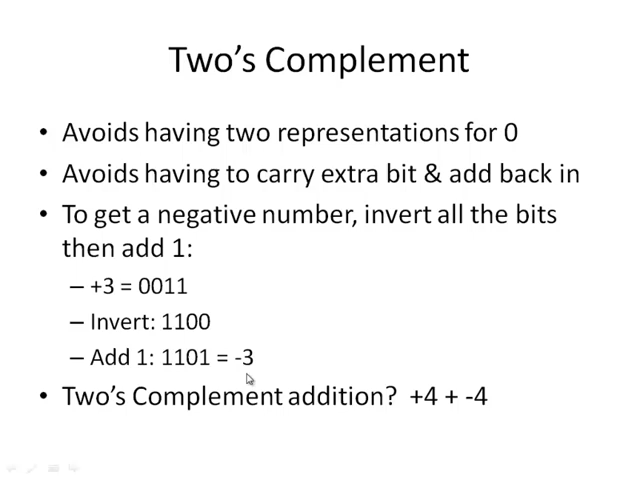 Two's Complement
• Avoids having two representations for 0
• Avoids having to carry extra bit & add back in
• To get a negative number, invert all the bits
then add 1:
– +3 = 0011
– Invert: 1100
– Add 1: 1101 = -3
• Two's Complement addition?  +4 + -4